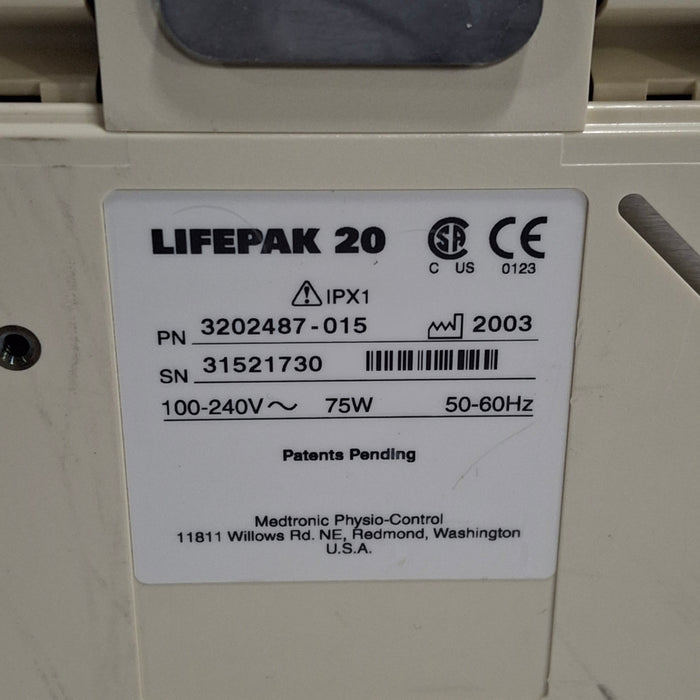 LIFEPAK 20
C US
CE
0123
IPX1
PN 3202487-015 2003
SN 31521730
100-240V~ 75W 50-60Hz
Patents Pending
Medtronic Physio-Control
11811 Willows Rd. NE, Redmond, Washington
U.S.A.